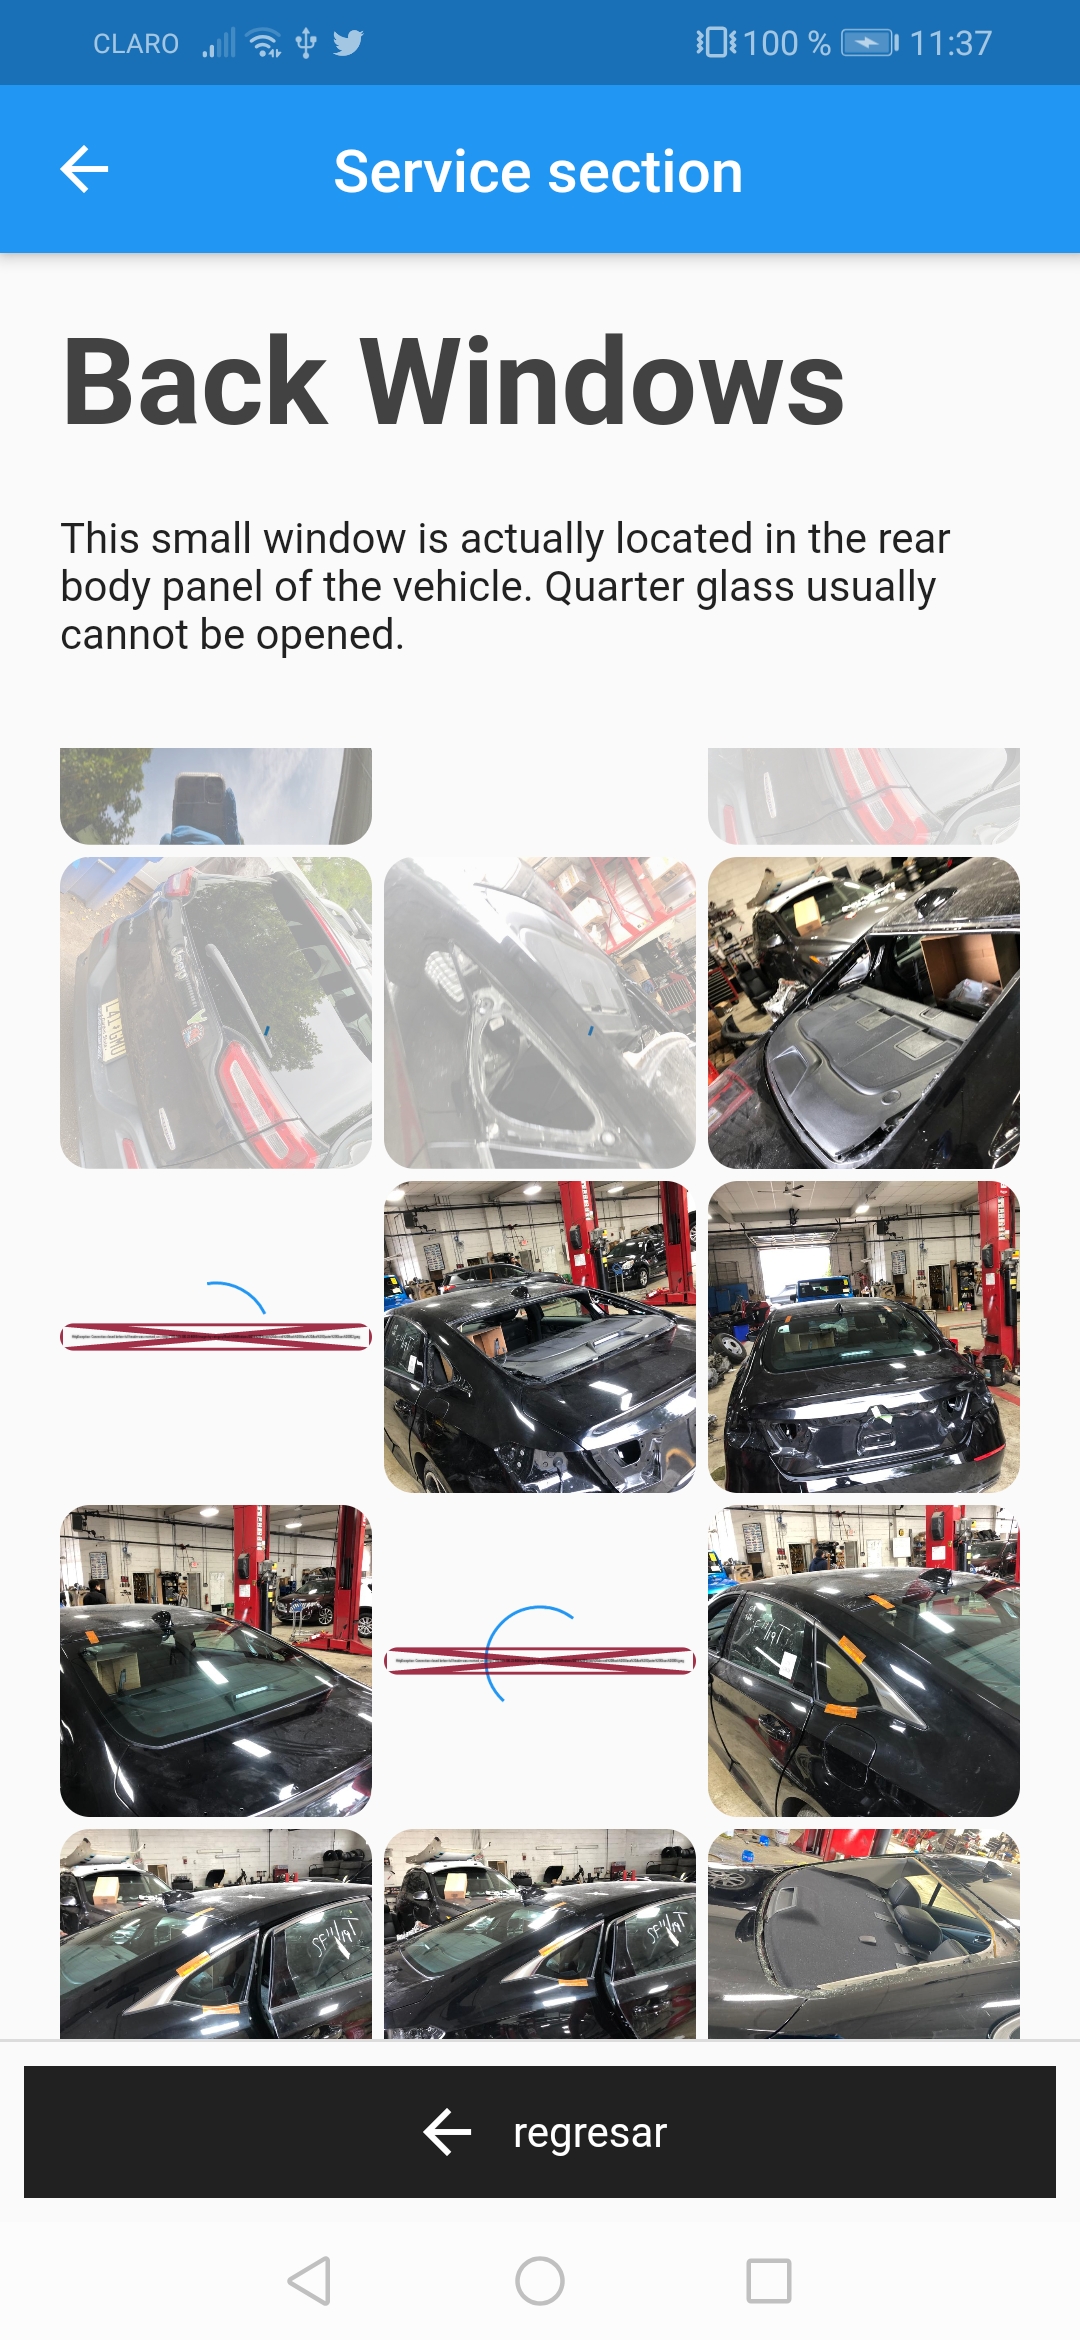 CLARO 100 % 11:37
Service section
Back Windows
This small window is actually located in the rear
body panel of the vehicle. Quarter glass usually
cannot be opened.
regresar